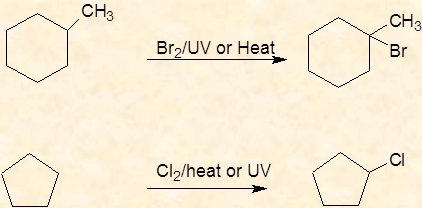 CH3
Br2/UV or Heat
CH3
Br
Cl2/heat or UV
Cl